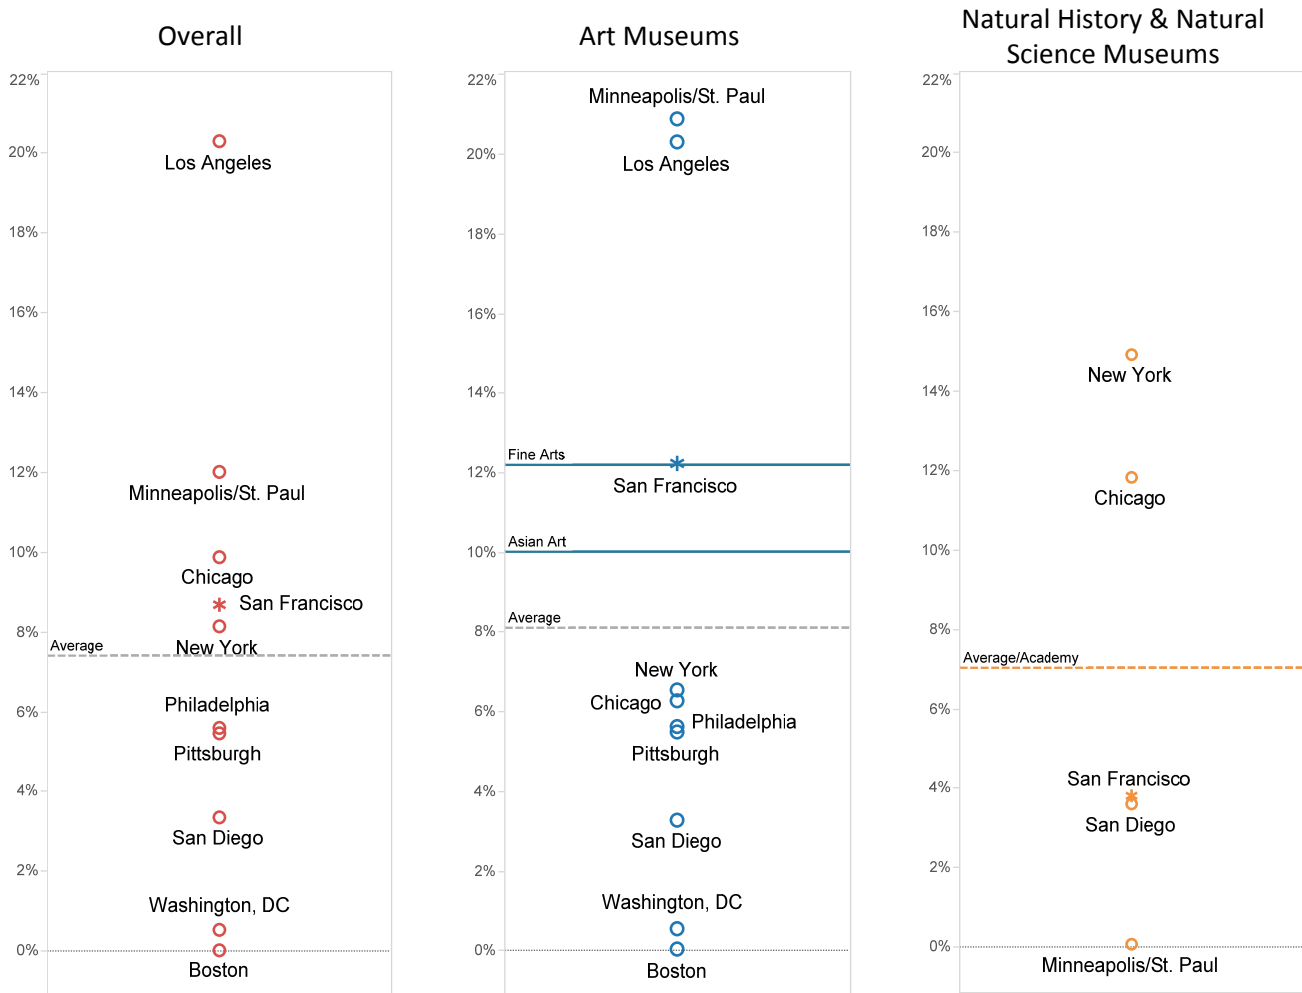 Overall
22%
20%
18%
16%
14%
12%
10%
8%
6%
4%
2%
0%
Los Angeles
Minneapolis/St. Paul
Chicago
San Francisco
New York
Average
Philadelphia
Pittsburgh
San Diego
Washington, DC
Boston
Art Museums
22%
20%
18%
16%
14%
12%
10%
8%
6%
4%
2%
0%
Minneapolis/St. Paul
Los Angeles
Fine Arts
San Francisco
Asian Art
Average
New York
Chicago
Philadelphia
Pittsburgh
San Diego
Washington, DC
Boston
Natural History & Natural
Science Museums
22%
20%
18%
16%
14%
12%
10%
8%
6%
4%
2%
0%
New York
Chicago
Average/Academy
San Francisco
San Diego
Minneapolis/St. Paul